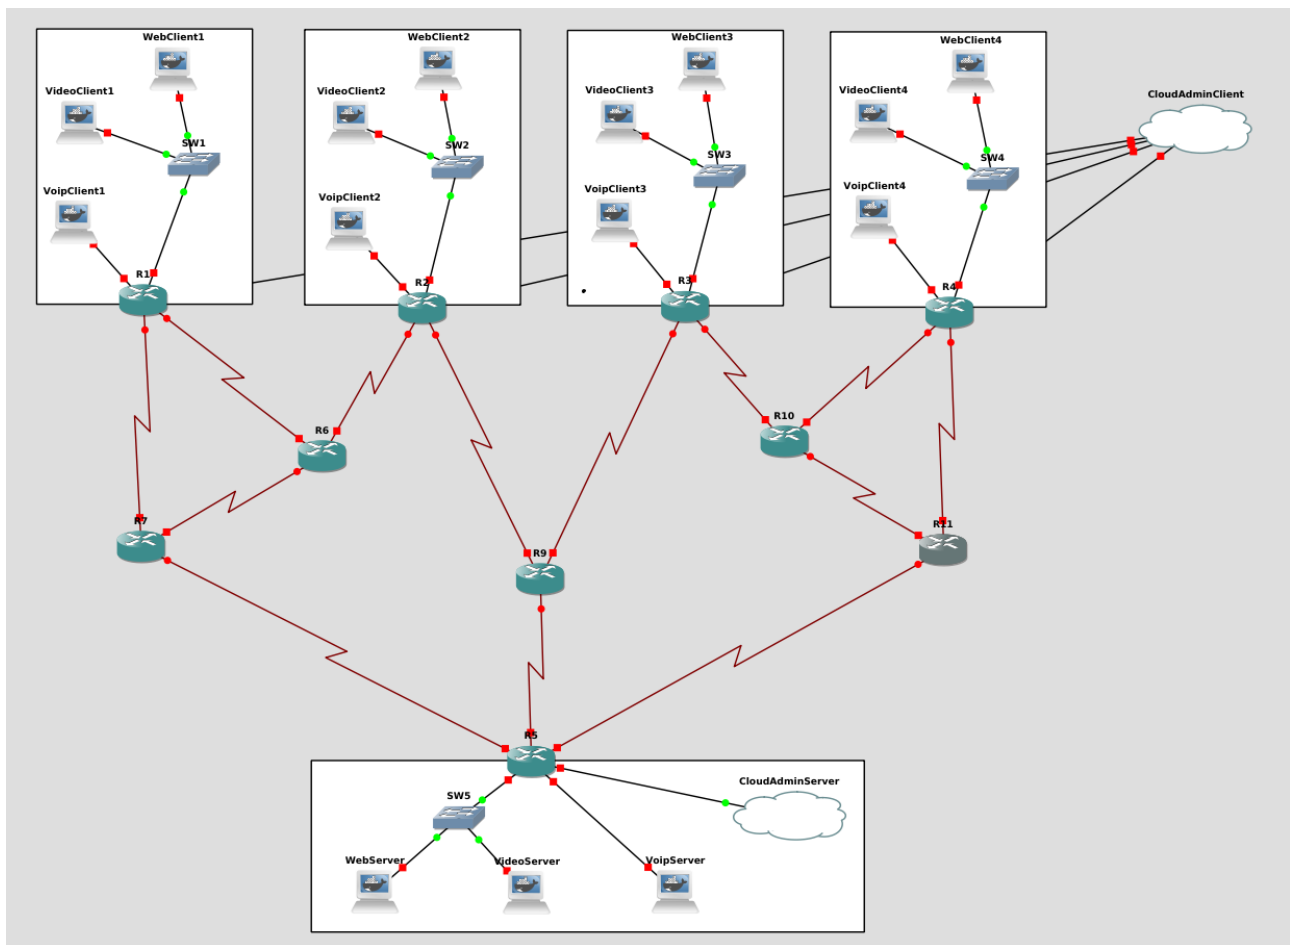 WebClient1
WebClient2
WebClient3
WebClient4
VideoClient1
VideoClient2
VideoClient3
VideoClient4
CloudAdminClient
SW1
SW2
SW3
SW4
VoipClient1
VoipClient2
VoipClient3
VoipClient4
R1
R2
R3
R4
R6
R10
R7
R9
R11
R5
CloudAdminServer
SW5
WebServer
VideoServer
VoipServer